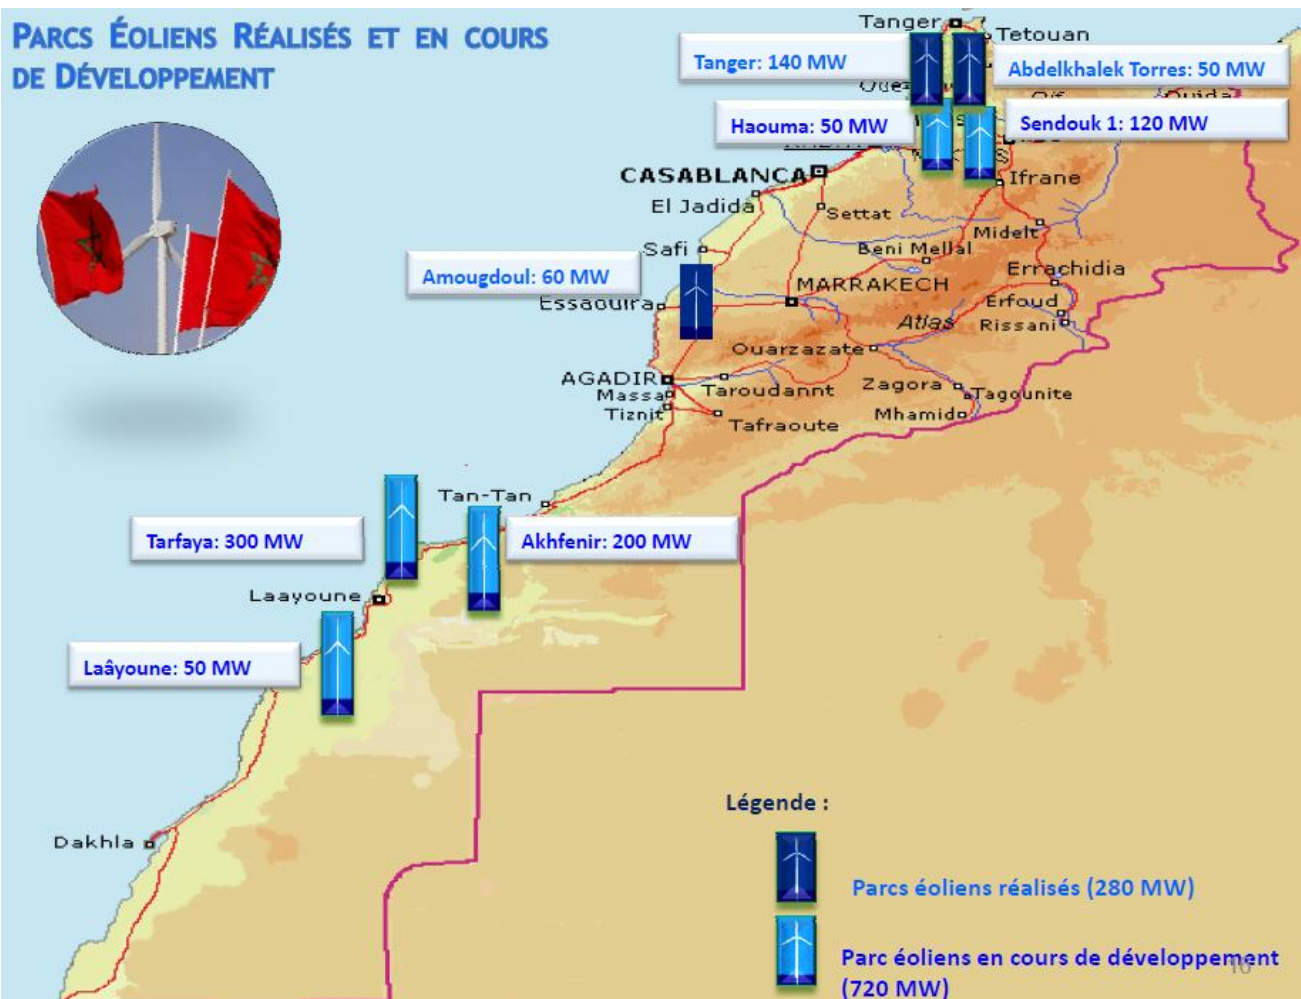 PARCS ÉOLIENS RÉALISÉS ET EN COURS
DE DÉVELOPPEMENT
Tanger
Tetouan
Tanger: 140 MW
Abdelkhalek Torres: 50 MW
Haouma: 50 MW
Sendouk 1: 120 MW
CASABLANCA
Ifrane
El Jadida
Settat
Midelt
Safi
Beni Mellal
Errachidia
Amougdoul: 60 MW
MARRAKECH
Essaouira
Erfoud
Atlas
Rissani
Ouarzazate
AGADIR
Taroudannt
Zagora
Massa
Tagounite
Tiznit
Mhamid
Tafraoute
Tan-Tan
Tarfaya: 300 MW
Akhfenir: 200 MW
Laayoune
Laâyoune: 50 MW
Légende :
Dakhla
Parcs éoliens réalisés (280 MW)
Parc éoliens en cours de développement
(720 MW)
16